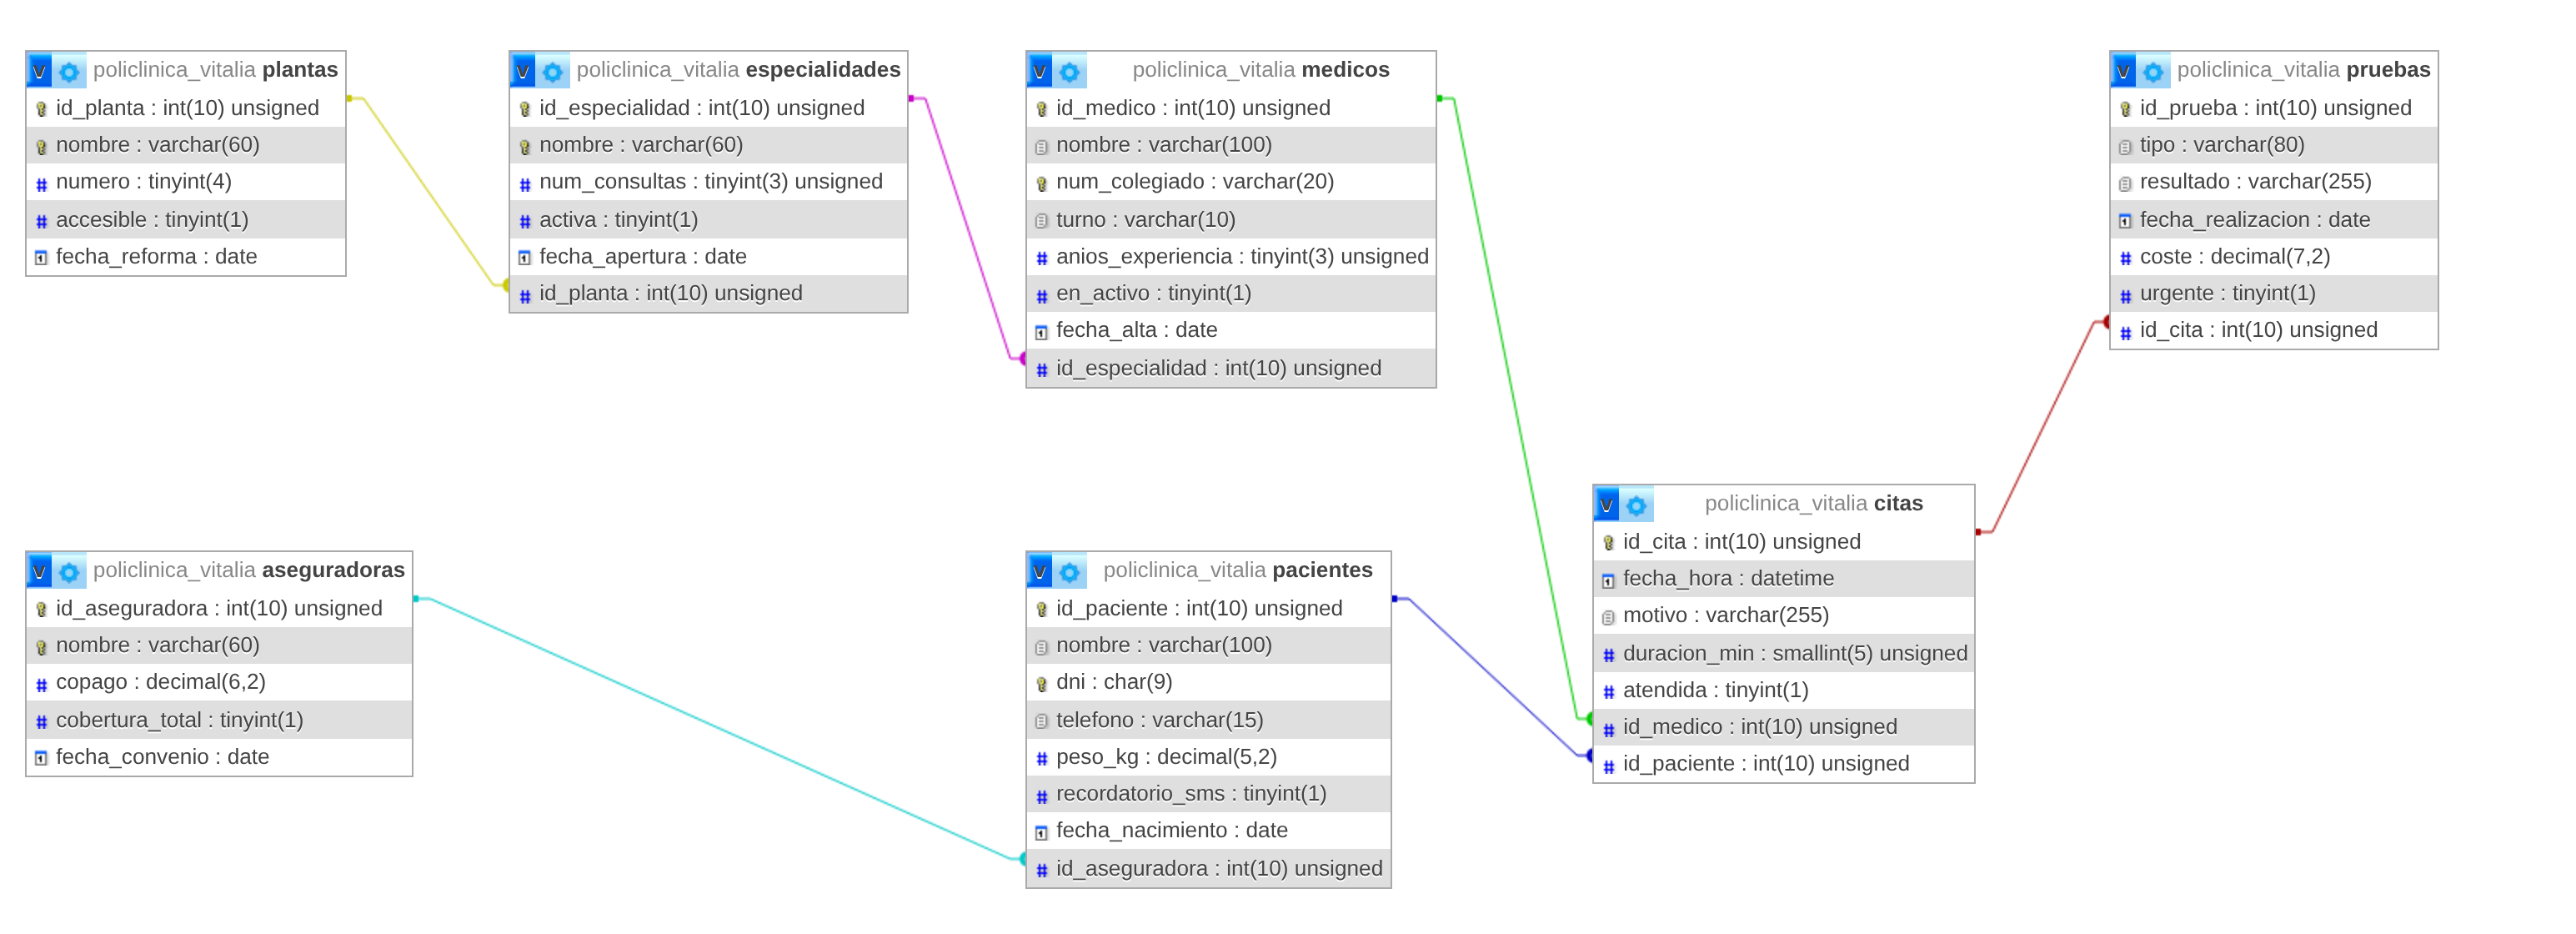 policlinica_vitalia plantas
id_planta : int(10) unsigned
nombre : varchar(60)
numero : tinyint(4)
accesible : tinyint(1)
fecha_reforma : date
policlinica_vitalia especialidades
id_especialidad : int(10) unsigned
nombre : varchar(60)
num_consultas : tinyint(3) unsigned
activa : tinyint(1)
fecha_apertura : date
id_planta : int(10) unsigned
policlinica_vitalia medicos
id_medico : int(10) unsigned
nombre : varchar(100)
num_colegiado : varchar(20)
turno : varchar(10)
anios_experiencia : tinyint(3) unsigned
en_activo : tinyint(1)
fecha_alta : date
id_especialidad : int(10) unsigned
policlinica_vitalia pruebas
id_prueba : int(10) unsigned
tipo : varchar(80)
resultado : varchar(255)
fecha_realizacion : date
coste : decimal(7,2)
urgente : tinyint(1)
id_cita : int(10) unsigned
policlinica_vitalia aseguradoras
id_aseguradora : int(10) unsigned
nombre : varchar(60)
copago : decimal(6,2)
cobertura_total : tinyint(1)
fecha_convenio : date
policlinica_vitalia pacientes
id_paciente : int(10) unsigned
nombre : varchar(100)
dni : char(9)
telefono : varchar(15)
peso_kg : decimal(5,2)
recordatorio_sms : tinyint(1)
fecha_nacimiento : date
id_aseguradora : int(10) unsigned
policlinica_vitalia citas
id_cita : int(10) unsigned
fecha_hora : datetime
motivo : varchar(255)
duracion_min : smallint(5) unsigned
atendida : tinyint(1)
id_medico : int(10) unsigned
id_paciente : int(10) unsigned